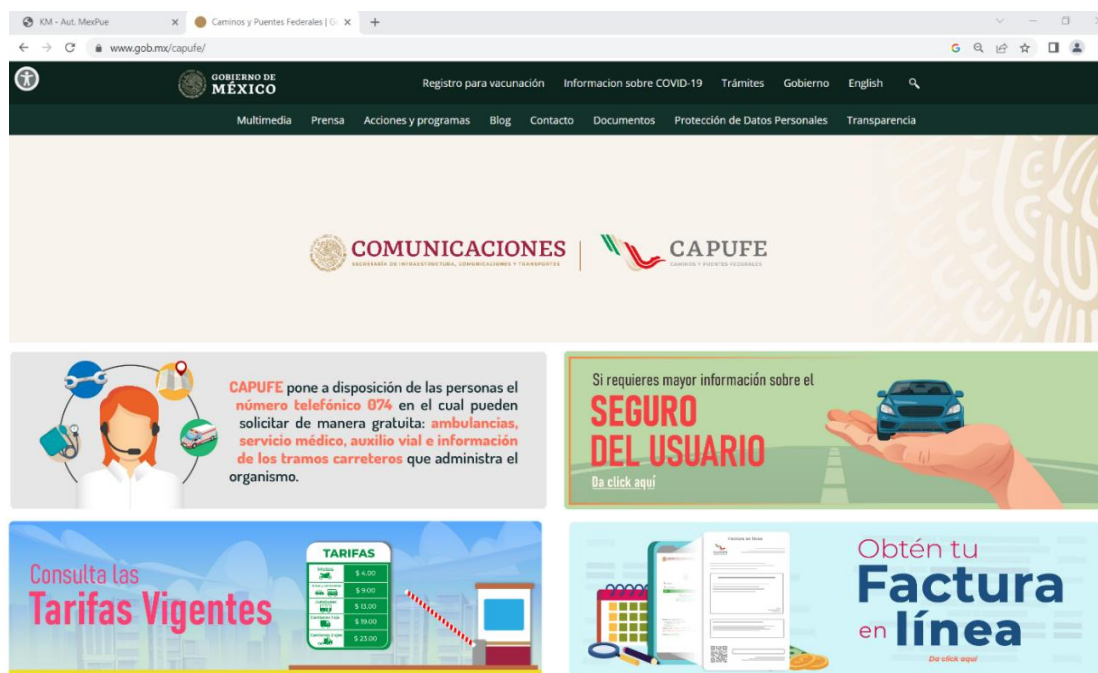 KM - Aut. MexPue
Caminos y Puentes Federales | G
www.gob.mx/capufe/
GOBIERNO DE
MÉXICO
Registro para vacunación Informacion sobre COVID-19 Trámites Gobierno English
Multimedia Prensa Acciones y programas Blog Contacto Documentos Protección de Datos Personales Transparencia
COMUNICACIONES
SECRETARÍA DE INFRAESTRUCTURA, COMUNICACIONES Y TRANSPORTES
CAPUFE
CAMINOS Y PUENTES FEDERALES
CAPUFE pone a disposición de las personas el
número telefónico 074 en el cual pueden
solicitar de manera gratuita: ambulancias,
servicio médico, auxilio vial e información
de los tramos carreteros que administra el
organismo.
Si requieres mayor información sobre el
SEGURO
DEL USUARIO
Da click aquí
Consulta las
Tarifas Vigentes
TARIFAS
$ 4.00
$ 9.00
$ 13.00
$ 19.00
$ 23.00
Factura en línea
Obtén tu
Factura
en línea
Da click aquí